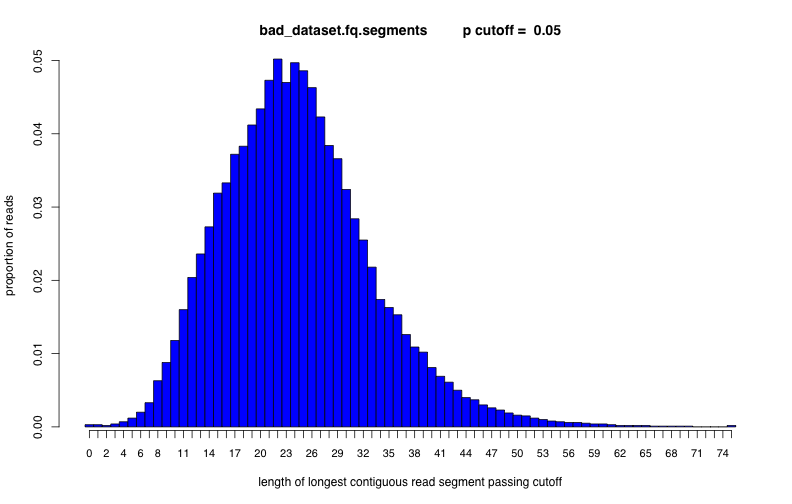 bad_dataset.fq.segments p cutoff = 0.05
0.05
0.04
0.03
0.02
0.01
0.00
proportion of reads
0 2 4 6 8 11 14 17 20 23 26 29 32 35 38 41 44 47 50 53 56 59 62 65 68 71 74
length of longest contiguous read segment passing cutoff